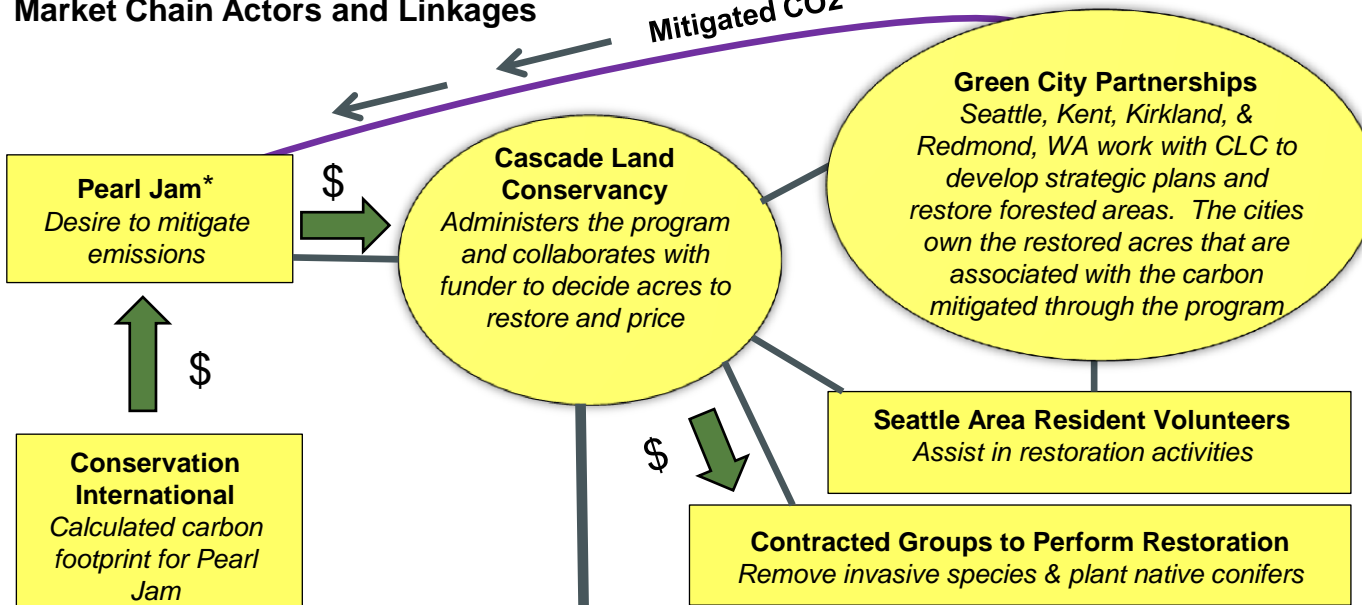 Market Chain Actors and Linkages
Mitigated CO2
Pearl Jam*
Desire to mitigate
emissions
$
Cascade Land
Conservancy
Administers the program
and collaborates with
funder to decide acres to
restore and price
Green City Partnerships
Seattle, Kent, Kirkland, &
Redmond, WA work with CLC to
develop strategic plans and
restore forested areas. The cities
own the restored acres that are
associated with the carbon
mitigated through the program
$
Conservation
International
Calculated carbon
footprint for Pearl
Jam
$
Seattle Area Resident Volunteers
Assist in restoration activities
Contracted Groups to Perform Restoration
Remove invasive species & plant native conifers